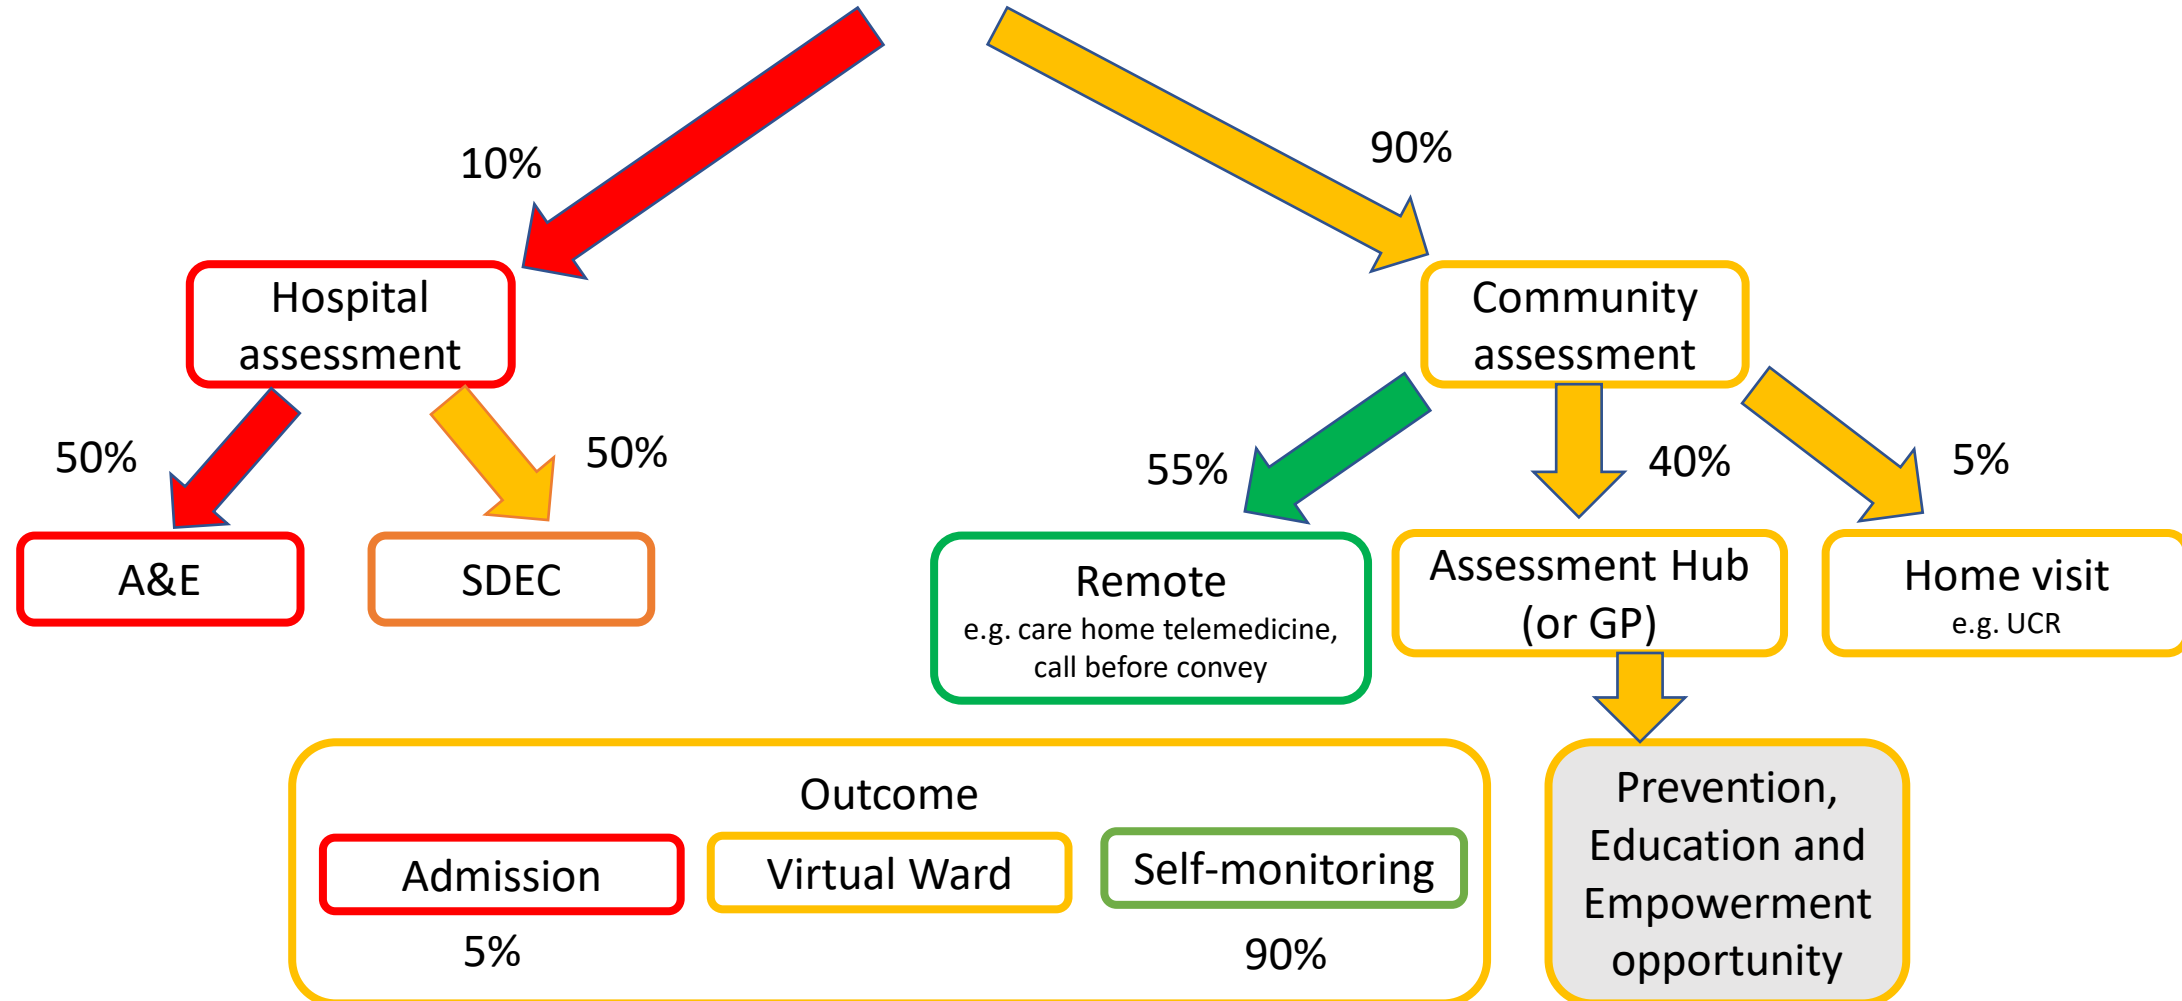 10%
90%
Hospital
assessment
Community
assessment
50%
50%
55%
40%
5%
A&E
SDEC
Remote
e.g. care home telemedicine,
call before convey
Assessment Hub
(or GP)
Home visit
e.g. UCR
Outcome
Admission
Virtual Ward
Self-monitoring
5%
90%
Prevention,
Education and
Empowerment
opportunity